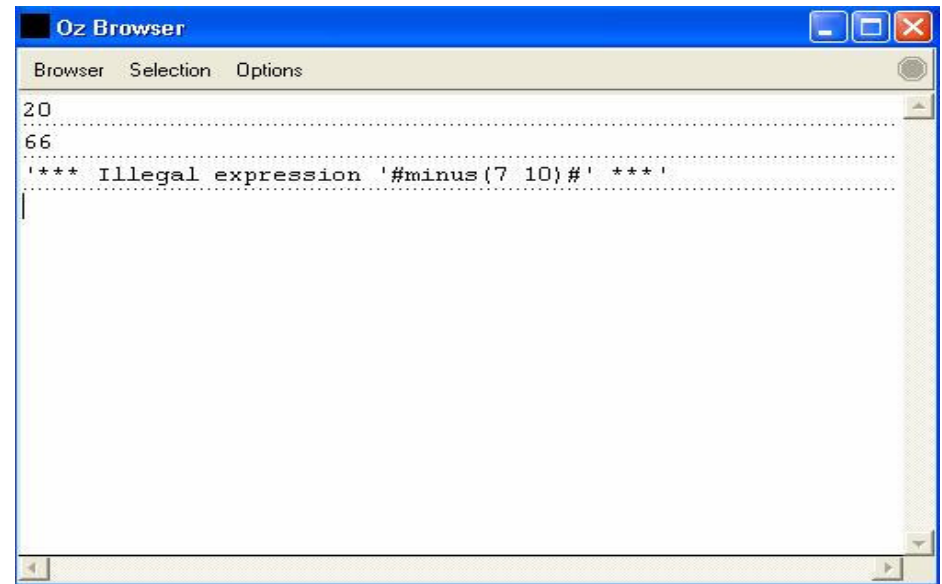 Oz Browser
Browser Selection Options
20
66
'*** Illegal expression '#minus(7 10)#' ***'